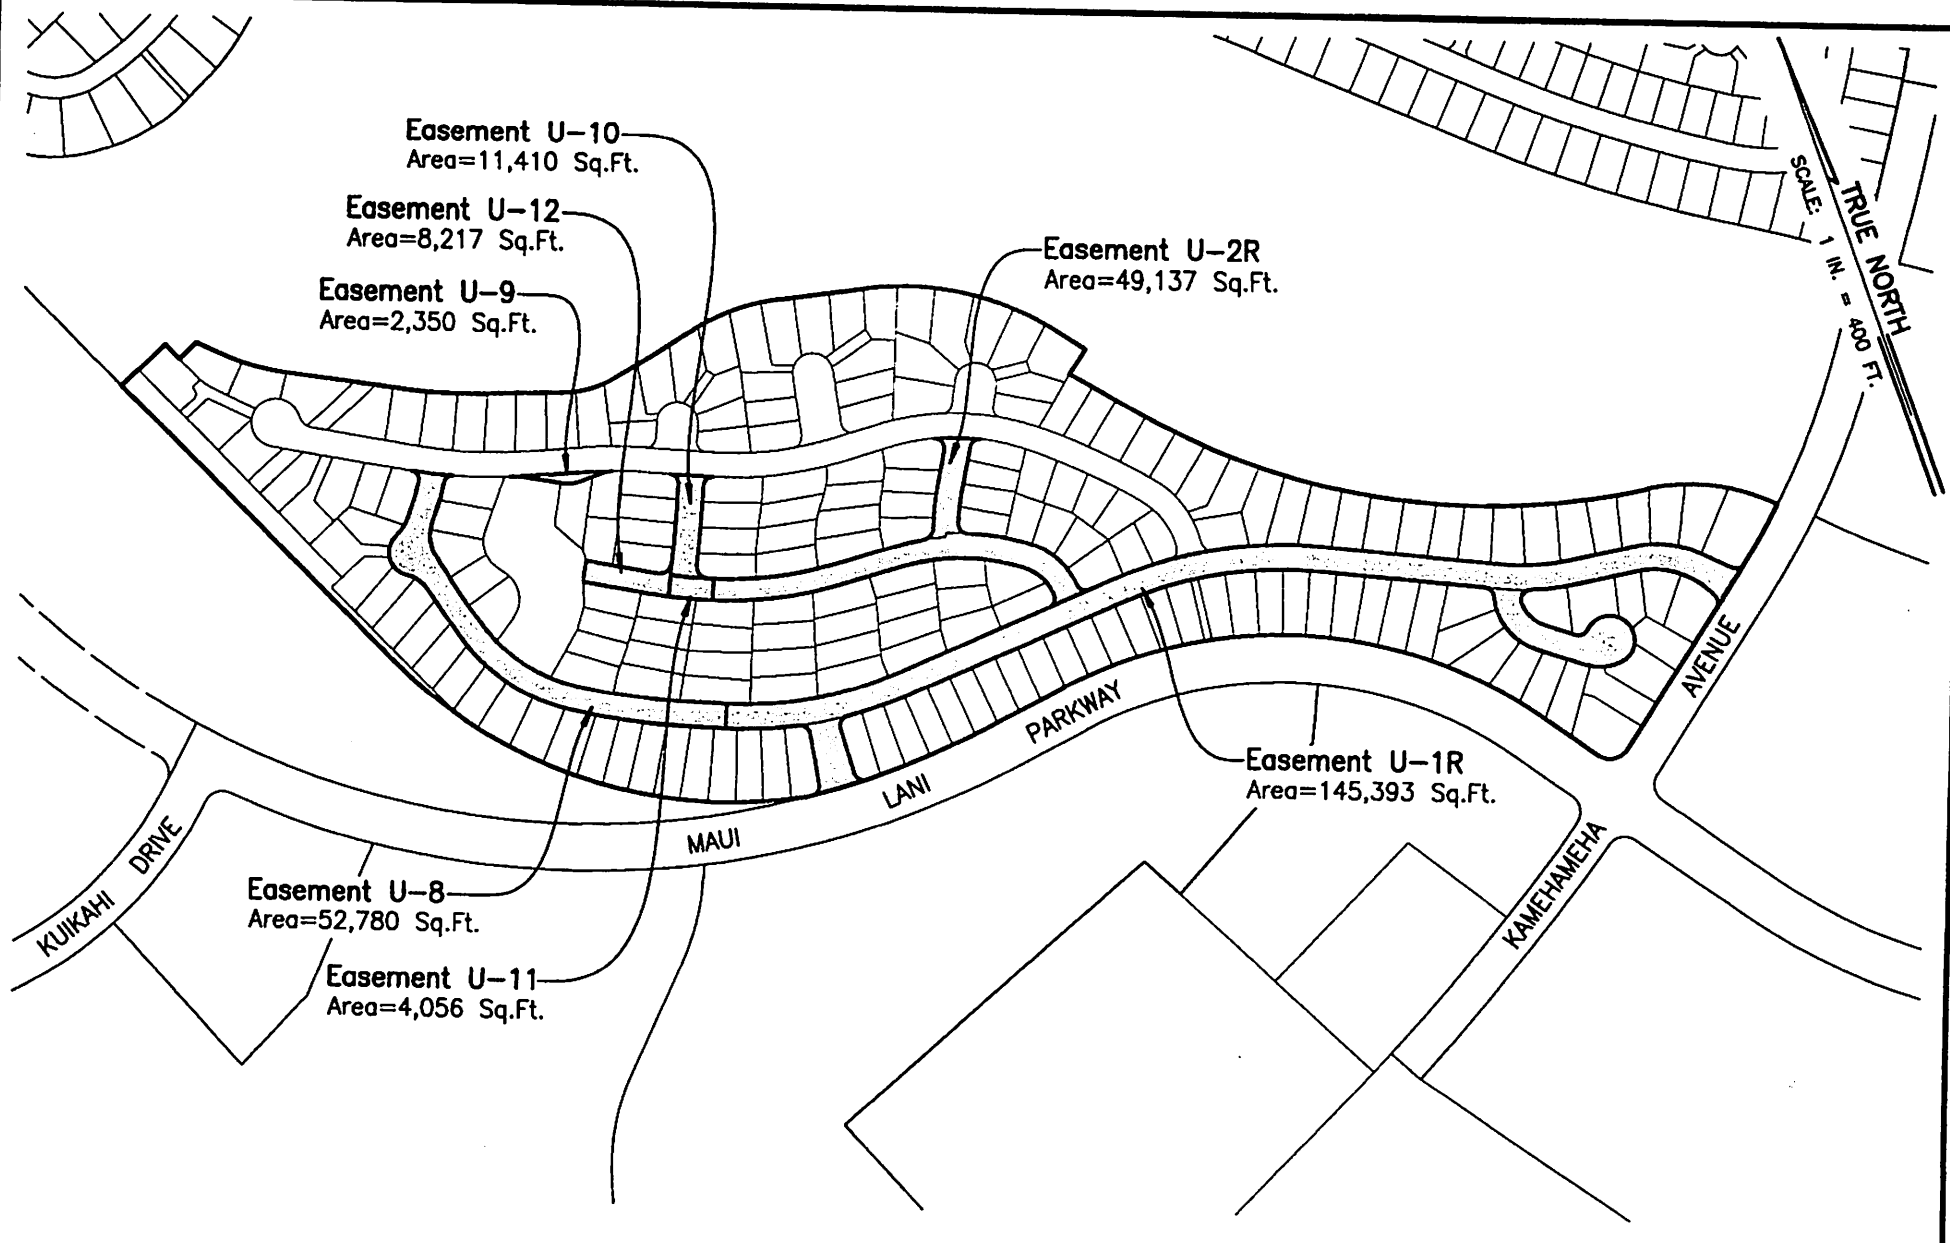 Easement U-10
Area=11,410 Sq.Ft.
Easement U-12
Area=8,217 Sq.Ft.
Easement U-9
Area=2,350 Sq.Ft.
Easement U-2R
Area=49,137 Sq.Ft.
TRUE NORTH
SCALE: 1 IN. = 400 FT.
AVENUE
Easement U-1R
Area=145,393 Sq.Ft.
MAUI LANI PARKWAY
KUIKAHI DRIVE
KAMEHAMEHA
Easement U-8
Area=52,780 Sq.Ft.
Easement U-11
Area=4,056 Sq.Ft.